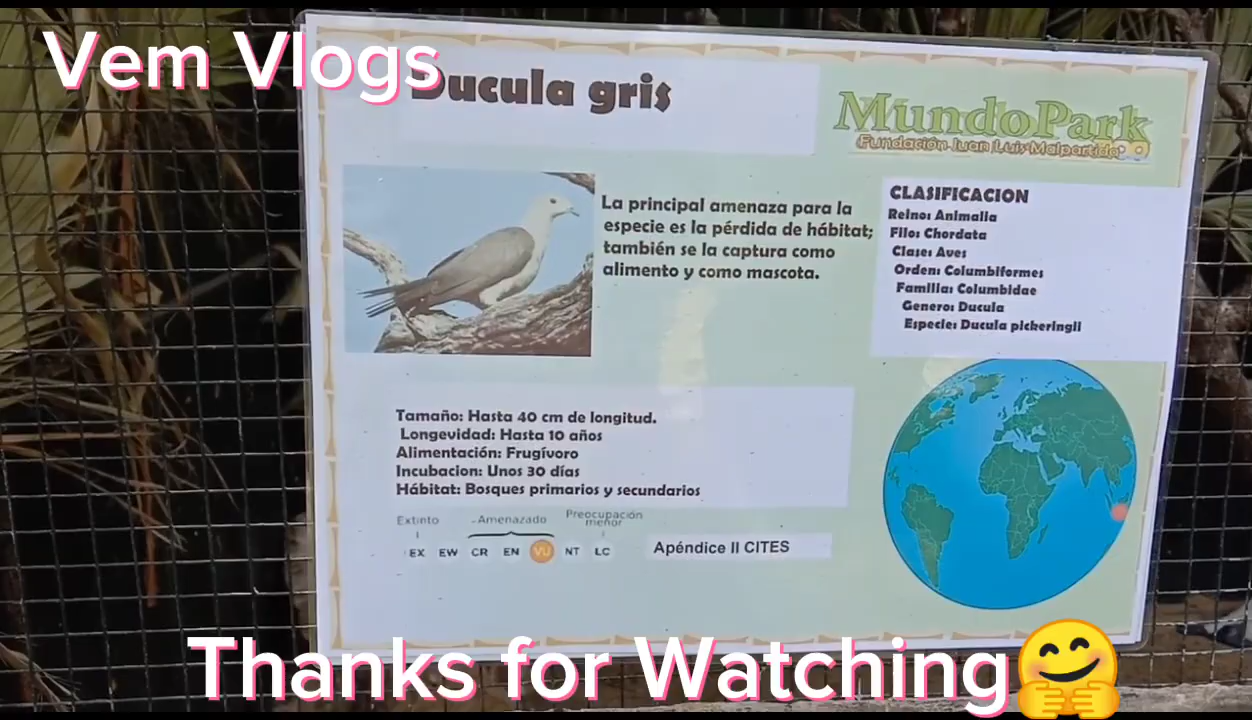 Vem Vlogs
Ducula gris
MundoPark
Fundación Juan Luis Malpartida
La principal amenaza para la
especie es la pérdida de hábitat;
también se la captura como
alimento y como mascota.
CLASIFICACION
Reino: Animalia
Filo: Chordata
Clase: Aves
Orden: Columbiformes
Familia: Columbidae
Genero: Ducula
Especie: Ducula pickeringii
Tamaño: Hasta 40 cm de longitud.
Longevidad: Hasta 10 años
Alimentación: Frugívoro
Incubacion: Unos 30 días
Hábitat: Bosques primarios y secundarios
Extinto Amenazado Preocupación
menor
EX EW CR EN VU NT LC
Apéndice II CITES
Thanks for Watching🤗